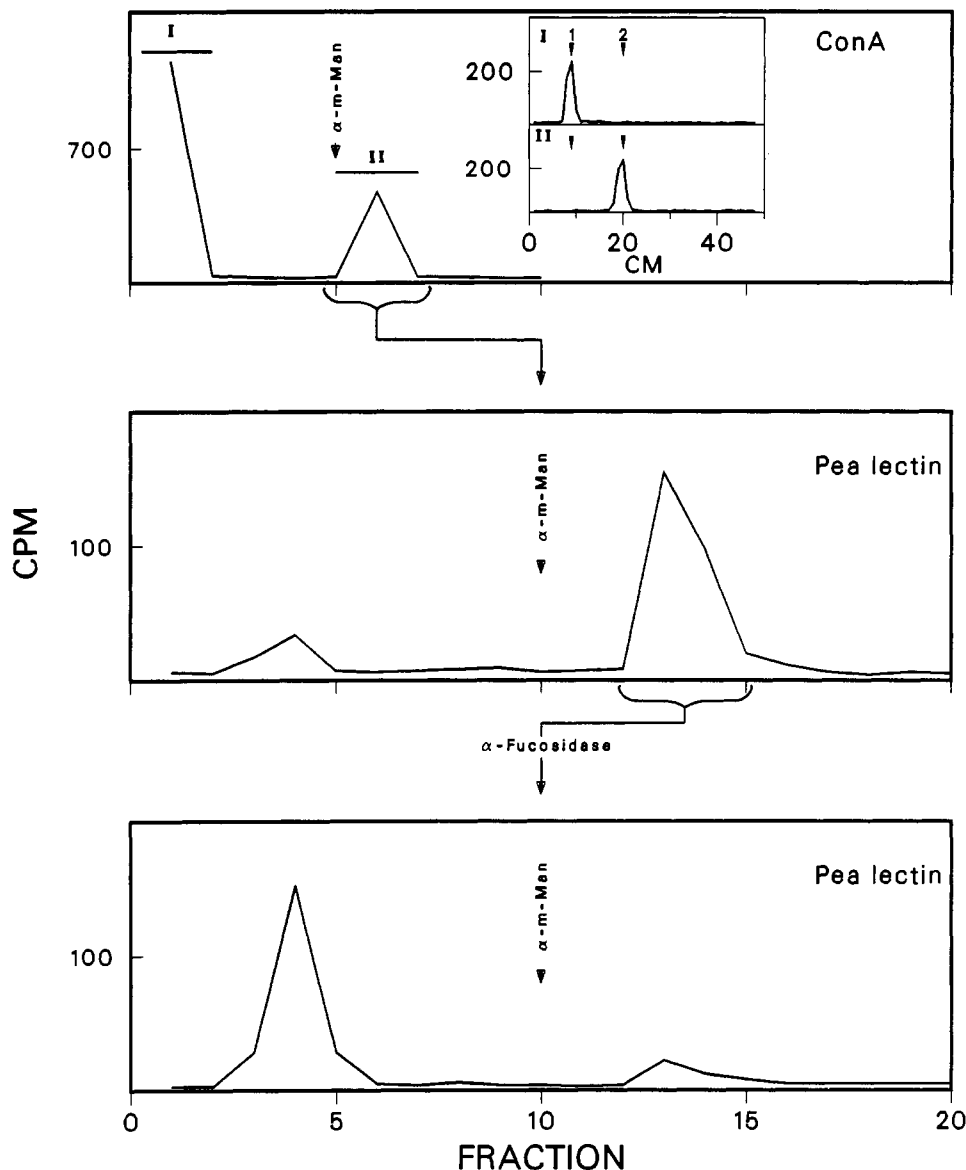 I
α-m-Man
II
700
ConA
I 1 2
200
II
200
0 20 40
CM
Pea lectin
α-m-Man
100
CPM
α-Fucosidase
Pea lectin
α-m-Man
100
0 5 10 15 20
FRACTION